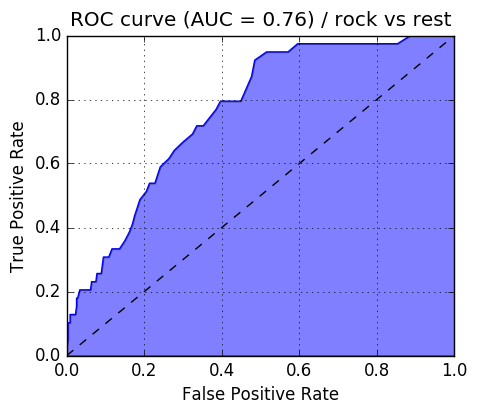 ROC curve (AUC = 0.76) / rock vs rest
True Positive Rate
1.0
0.8
0.6
0.4
0.2
0.0
0.0 0.2 0.4 0.6 0.8 1.0
False Positive Rate